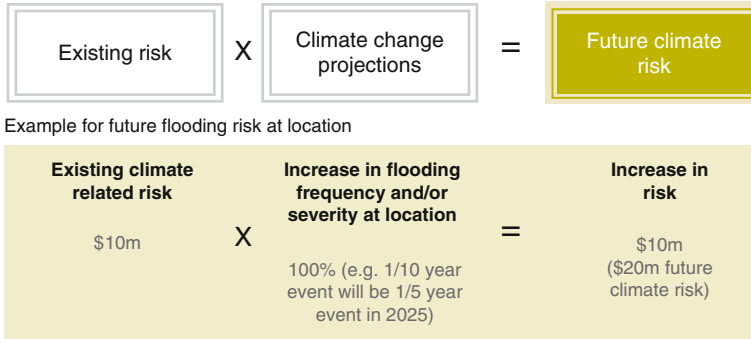 Existing risk
X
Climate change
projections
=
Future climate
risk
Example for future flooding risk at location
Existing climate
related risk
$10m
X
Increase in flooding
frequency and/or
severity at location
100% (e.g. 1/10 year
event will be 1/5 year
event in 2025)
=
Increase in
risk
$10m
($20m future
climate risk)